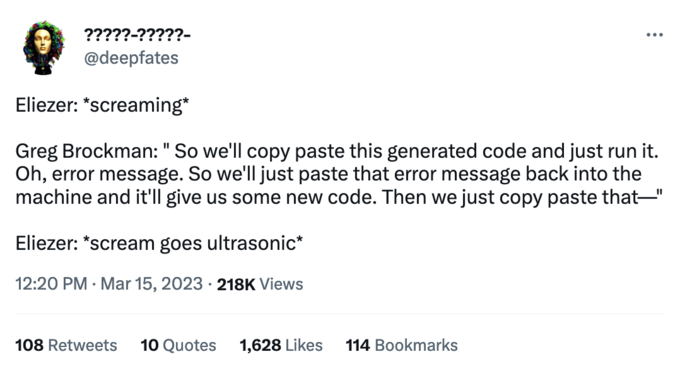 ?????-?????-
@deepfates
Eliezer: *screaming*
Greg Brockman: " So we'll copy paste this generated code and just run it.
Oh, error message. So we'll just paste that error message back into the
machine and it'll give us some new code. Then we just copy paste that—"
Eliezer: *scream goes ultrasonic*
12:20 PM · Mar 15, 2023 · 218K Views
108 Retweets 10 Quotes 1,628 Likes 114 Bookmarks